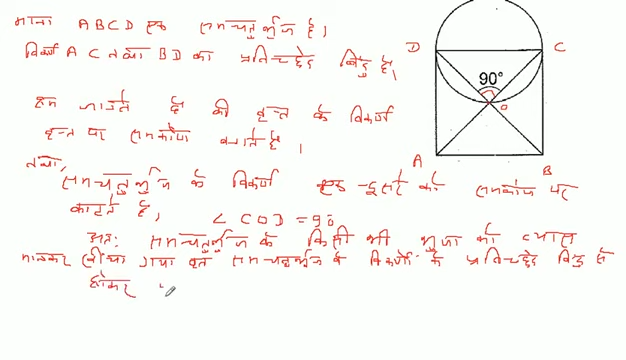 माना ABCD एक समचतुर्भुज है,
D C
विकर्ण AC तथा BD का प्रतिच्छेद बिंदु है,
90°
O
हम जानते है की वृत्त के विकर्ण
वृत्त पर समकोण बनाते है ।
A B
तथा, समचतुर्भुज के विकर्ण एक-दुसरे को समकोण पर
काटते है,
∠COD = 90°
अतः समचतुर्भुज के किसी भी भुजा को व्यास
मानकर खींचा गया वृत समचतुर्भुज के विकर्णो के प्रतिच्छेद बिंदु से
होकर